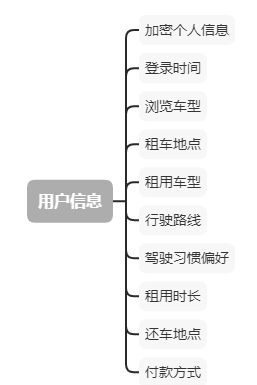 用户信息
加密个人信息
登录时间
浏览车型
租车地点
租用车型
行驶路线
驾驶习惯偏好
租用时长
还车地点
付款方式